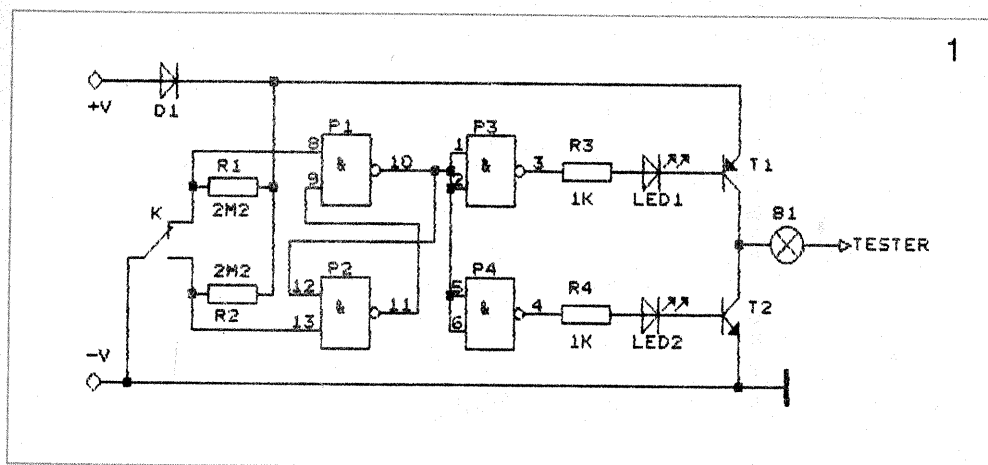 1
+V
D1
P1
P3
8
&
10
1
&
3
R3
T1
R1
9
2
2M2
1K
LED1
K
B1
TESTER
2M2
P2
P4
12
&
11
5
&
4
R4
T2
R2
13
6
1K
LED2
-V